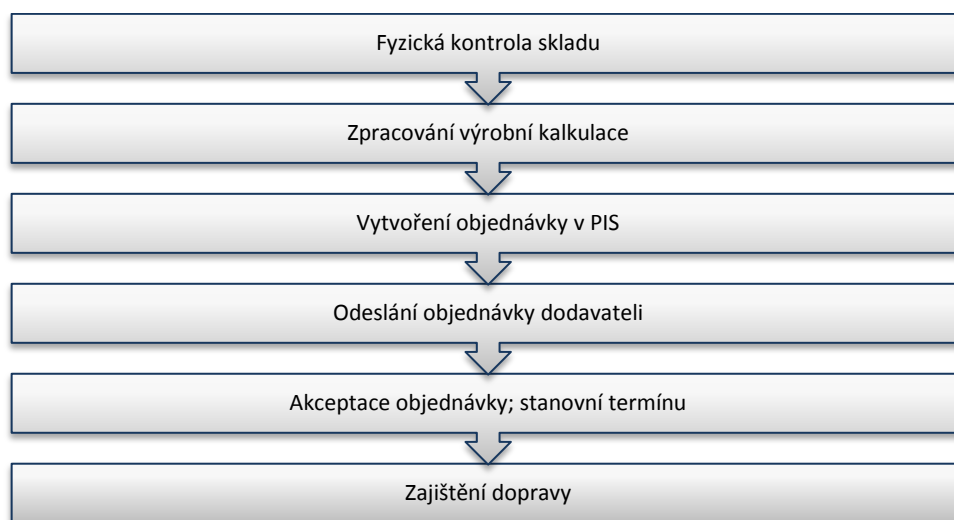 Fyzická kontrola skladu
Zpracování výrobní kalkulace
Vytvoření objednávky v PIS
Odeslání objednávky dodavateli
Akceptace objednávky; stanovní termínu
Zajištění dopravy